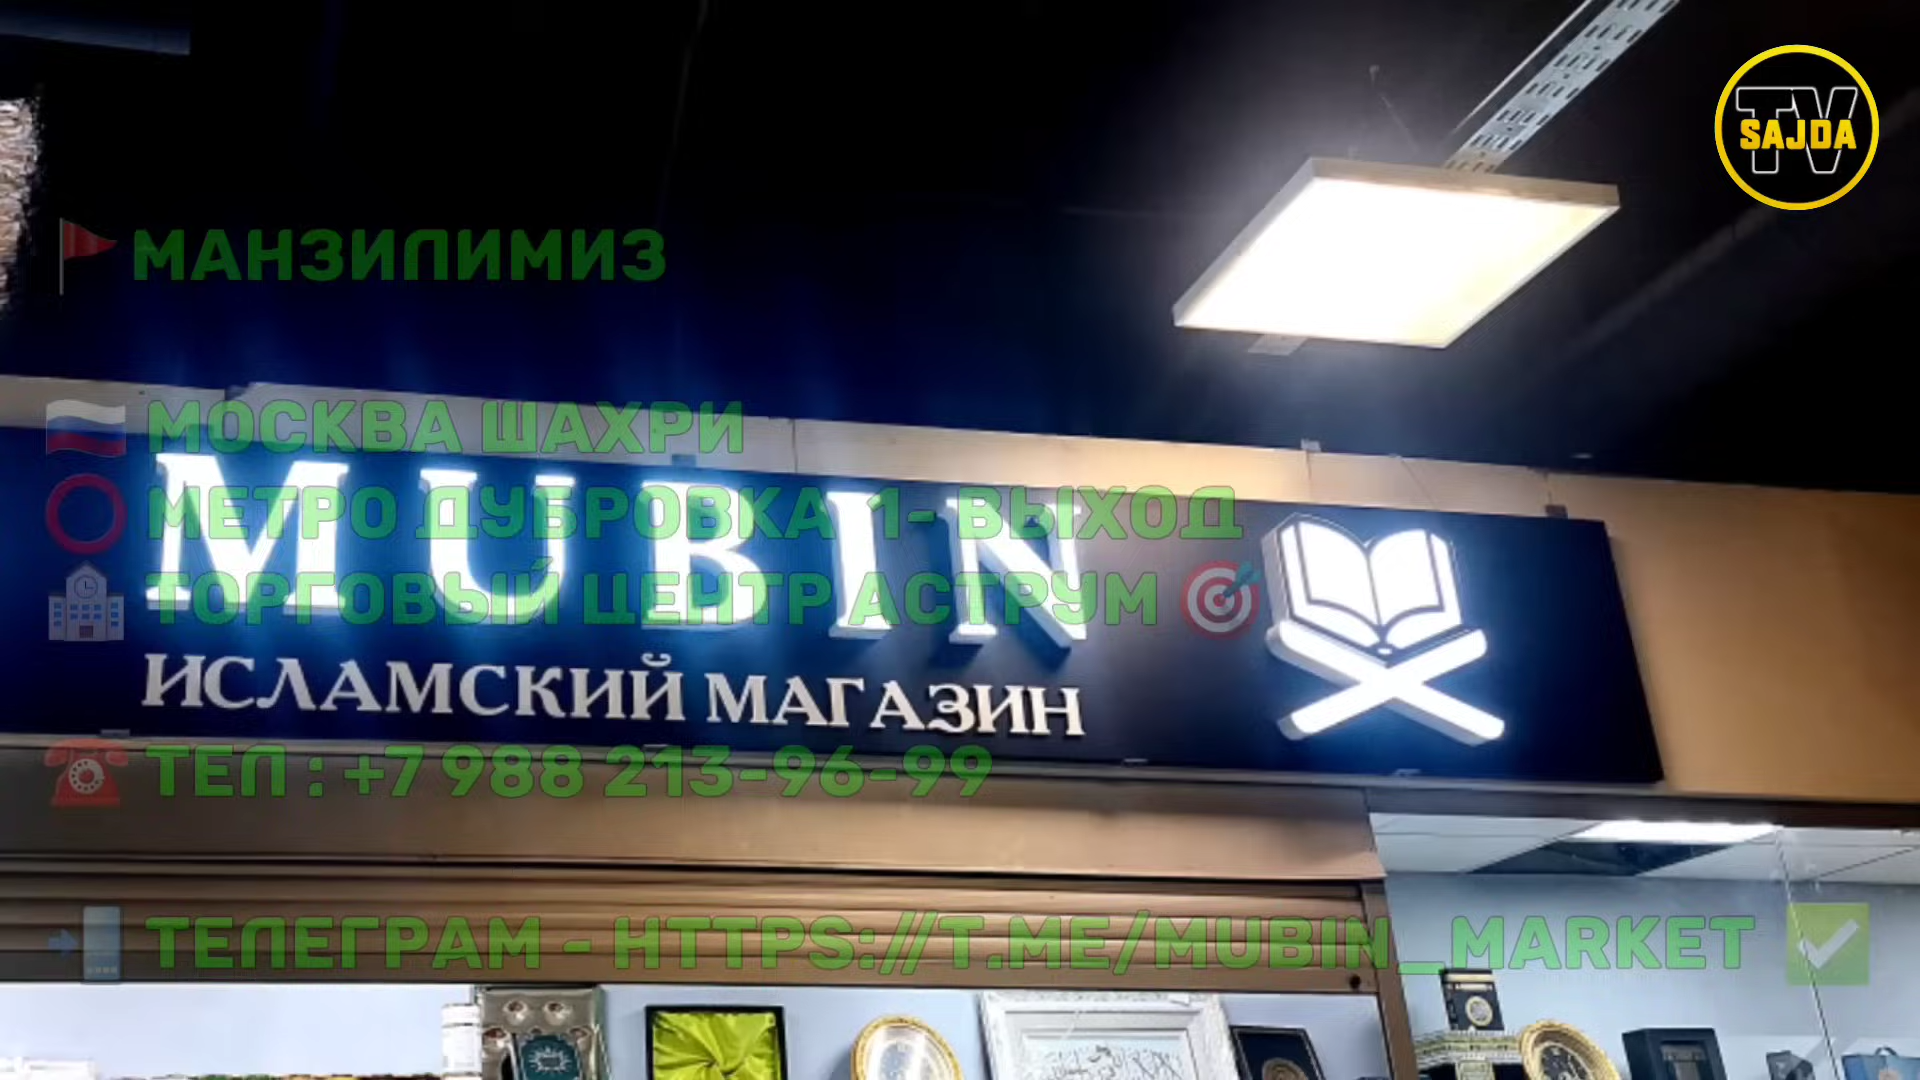 TV
SAJDA
МАНЗИЛИМИЗ
МОСКВА ШАХРИ
МЕТРО ДУБРОВКА 1- ВЫХОД
ТОРГОВЫЙ ЦЕНТР АСТРУМ
MUBIN
ИСЛАМСКИЙ МАГАЗИН
ТЕЛ : +7 988 213-96-99
ТЕЛЕГРАМ - HTTPS://T.ME/MUBIN_MARKET